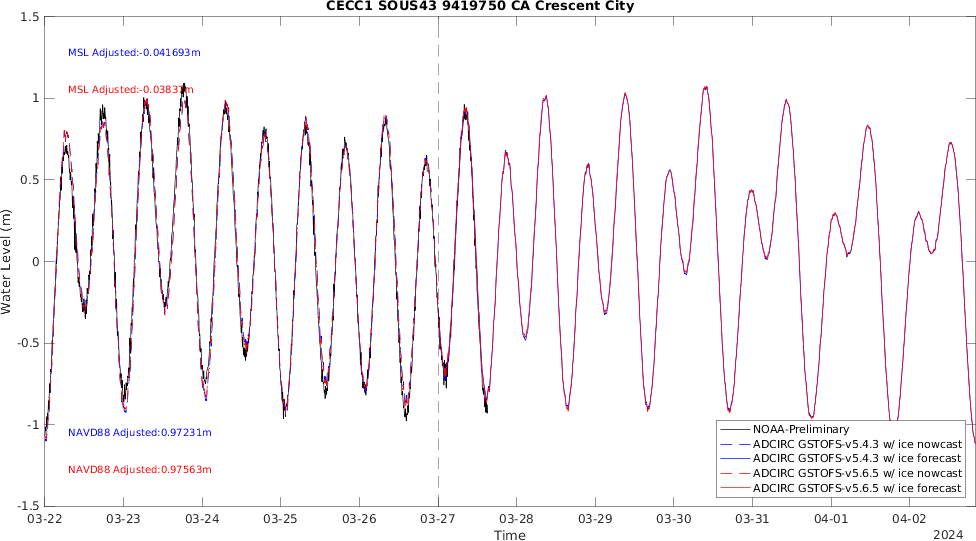 CECC1 SOUS43 9419750 CA Crescent City
1.5
MSL Adjusted:-0.041693m
MSL Adjusted:-0.03837m
1
0.5
Water Level (m)
0
-0.5
-1
NAVD88 Adjusted:0.97231m
NAVD88 Adjusted:0.97563m
-1.5
NOAA-Preliminary
ADCIRC GSTOFS-v5.4.3 w/ ice nowcast
ADCIRC GSTOFS-v5.4.3 w/ ice forecast
ADCIRC GSTOFS-v5.6.5 w/ ice nowcast
ADCIRC GSTOFS-v5.6.5 w/ ice forecast
03-22 03-23 03-24 03-25 03-26 03-27 03-28 03-29 03-30 03-31 04-01 04-02
Time
2024